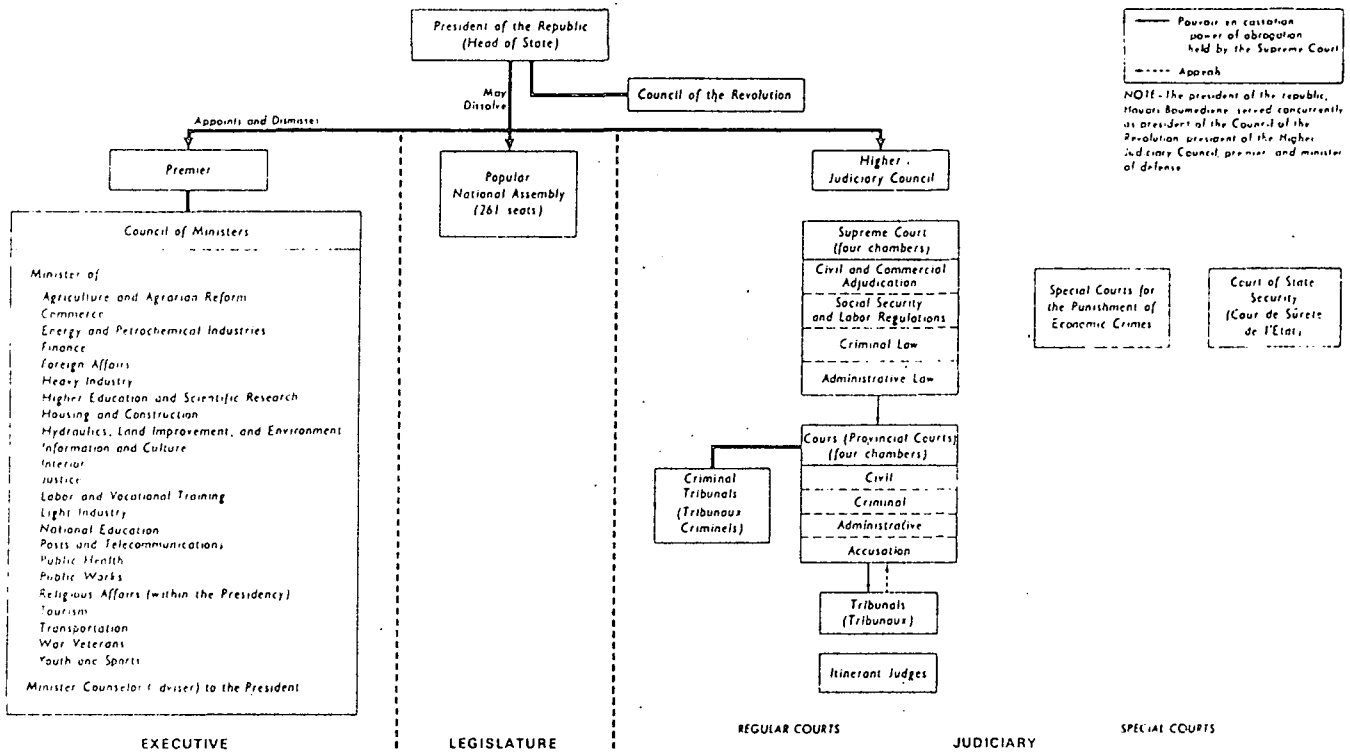 President of the Republic
(Head of State)
Pouvoir en cassation
power of abrogation
held by the Supreme Court
Appeals
NOTE - The president of the republic,
Houari Boumediene served concurrently
as president of the Council of the
Revolution president of the Higher
Judiciary Council, premier and minister
of defense
May
Dissolve
Council of the Revolution
Appoints and Dismisses
Premier
Popular
National Assembly
(261 seats)
Higher
Judiciary Council
Council of Ministers
Minister of
Agriculture and Agrarian Reform
Commerce
Energy and Petrochemical Industries
Finance
Foreign Affairs
Heavy Industry
Higher Education and Scientific Research
Housing and Construction
Hydraulics, Land Improvement, and Environment
Information and Culture
Interior
Justice
Labor and Vocational Training
Light Industry
National Education
Posts and Telecommunications
Public Health
Public Works
Religious Affairs (within the Presidency)
Tourism
Transportation
War Veterans
Youth and Sports
Minister Counselor (adviser) to the President
Supreme Court
(four chambers)
Civil and Commercial
Adjudication
Social Security
and Labor Regulations
Criminal Law
Administrative Law
Special Courts for
the Punishment of
Economic Crimes
Court of State
Security
(Cour de Sûrete
de l'Etat)
Cours (Provincial Courts)
(four chambers)
Civil
Criminal
Administrative
Accusation
Criminal
Tribunals
(Tribunaux
Criminels)
Tribunals
(Tribunaux)
Itinerant Judges
REGULAR COURTS
SPECIAL COURTS
EXECUTIVE
LEGISLATURE
JUDICIARY